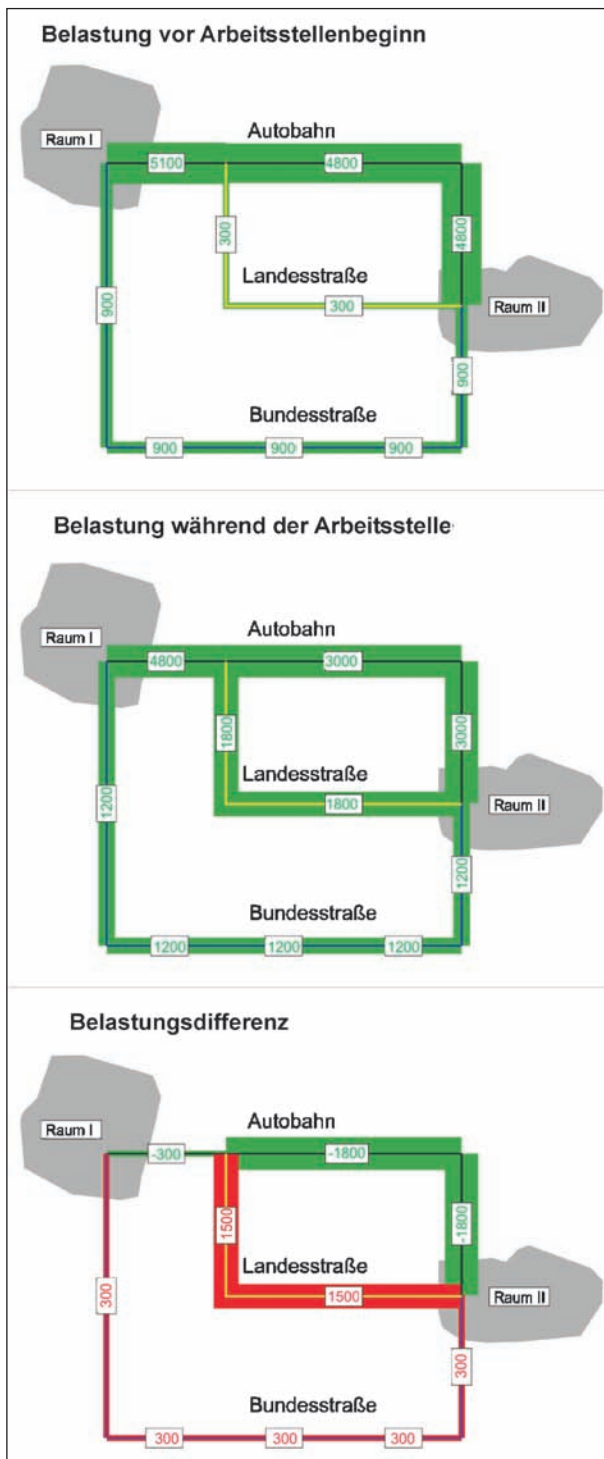 Belastung vor Arbeitsstellenbeginn
Autobahn
Raum I
5100 4800
300 4800
Landesstraße
300 Raum II
900
900
Bundesstraße
900 900 900
Belastung während der Arbeitsstelle
Autobahn
Raum I
4800 3000
1800 3000
Landesstraße
1800 Raum II
1200
1200
Bundesstraße
1200 1200 1200
Belastungsdifferenz
Autobahn
Raum I
-300 -1800
1500 -1800
Landesstraße
1500 Raum II
300
300
Bundesstraße
300 300 300